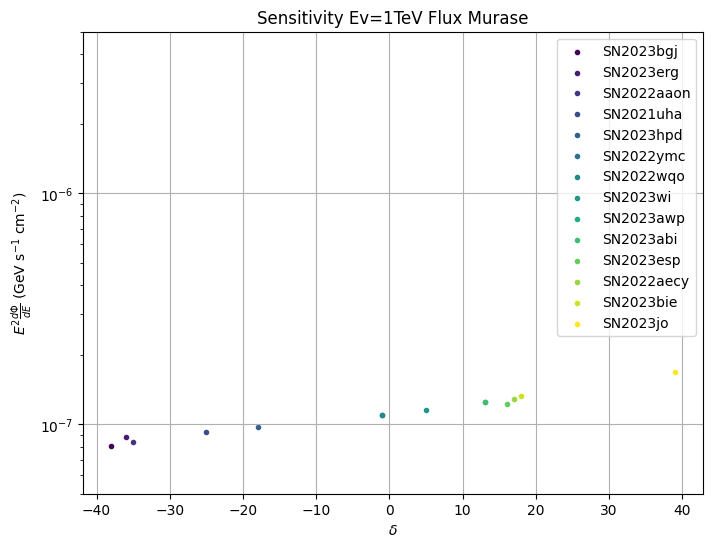 Sensitivity Ev=1TeV Flux Murase
SN2023bgj
SN2023erg
SN2022aaon
SN2021uha
SN2023hpd
SN2022ymc
SN2022wqo
SN2023wi
SN2023awp
SN2023abi
SN2023esp
SN2022aecy
SN2023bie
SN2023jo
E² dΦ/dE (GeV s⁻¹ cm⁻²)
10⁻⁶
10⁻⁷
−40 −30 −20 −10 0 10 20 30 40
δ